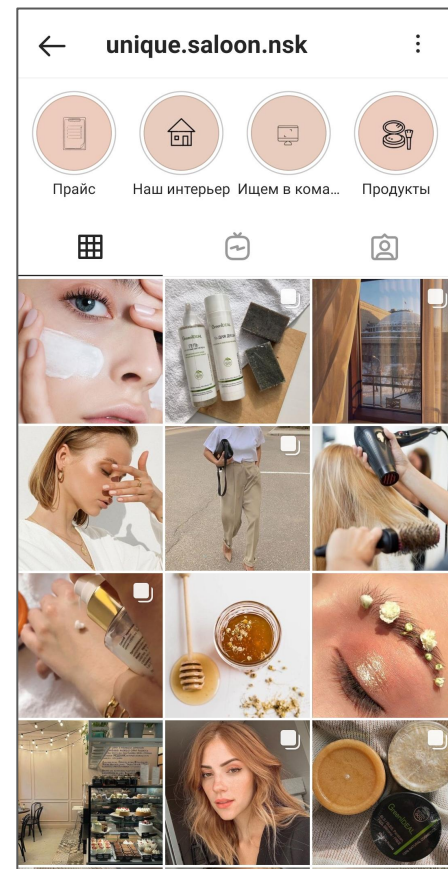 unique.saloon.nsk
Прайс
Наш интерьер
Ищем в кома...
Продукты